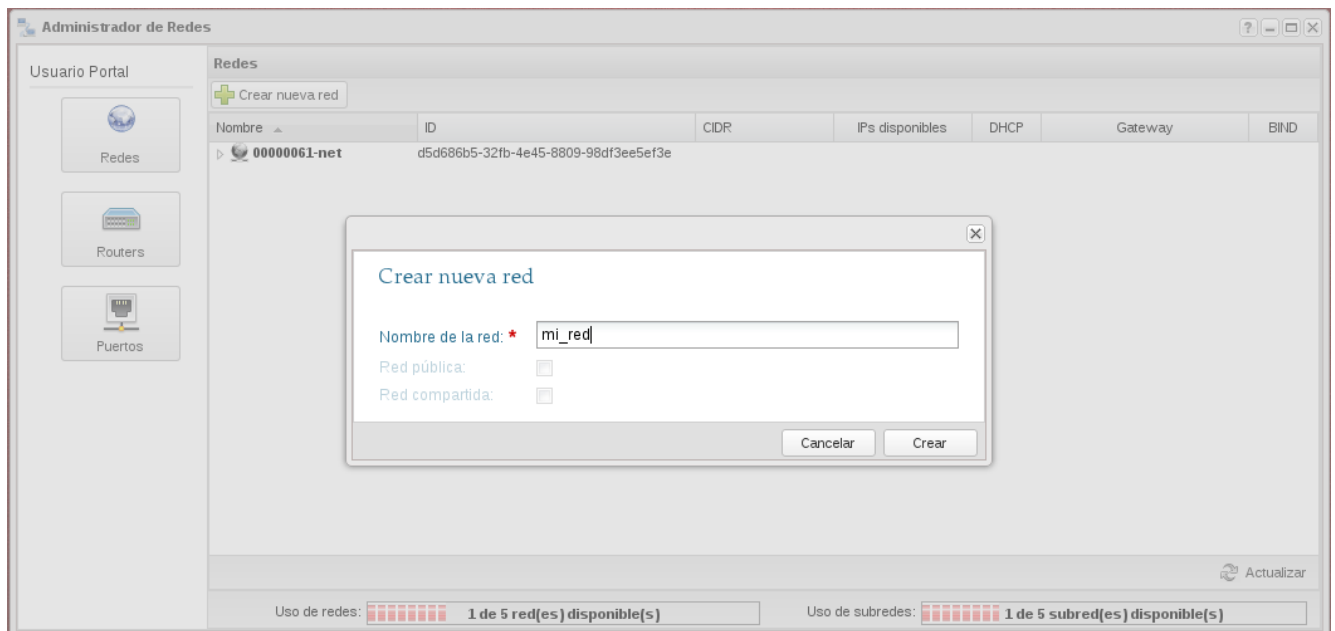 Administrador de Redes
Usuario Portal
Redes
Routers
Puertos
Redes
Crear nueva red
Nombre ID CIDR IPs disponibles DHCP Gateway BIND
00000061-net d5d686b5-32fb-4e45-8809-98df3ee5ef3e
Crear nueva red
Nombre de la red: * mi_red
Red pública:
Red compartida:
Cancelar Crear
Actualizar
Uso de redes: 1 de 5 red(es) disponible(s) Uso de subredes: 1 de 5 subred(es) disponible(s)